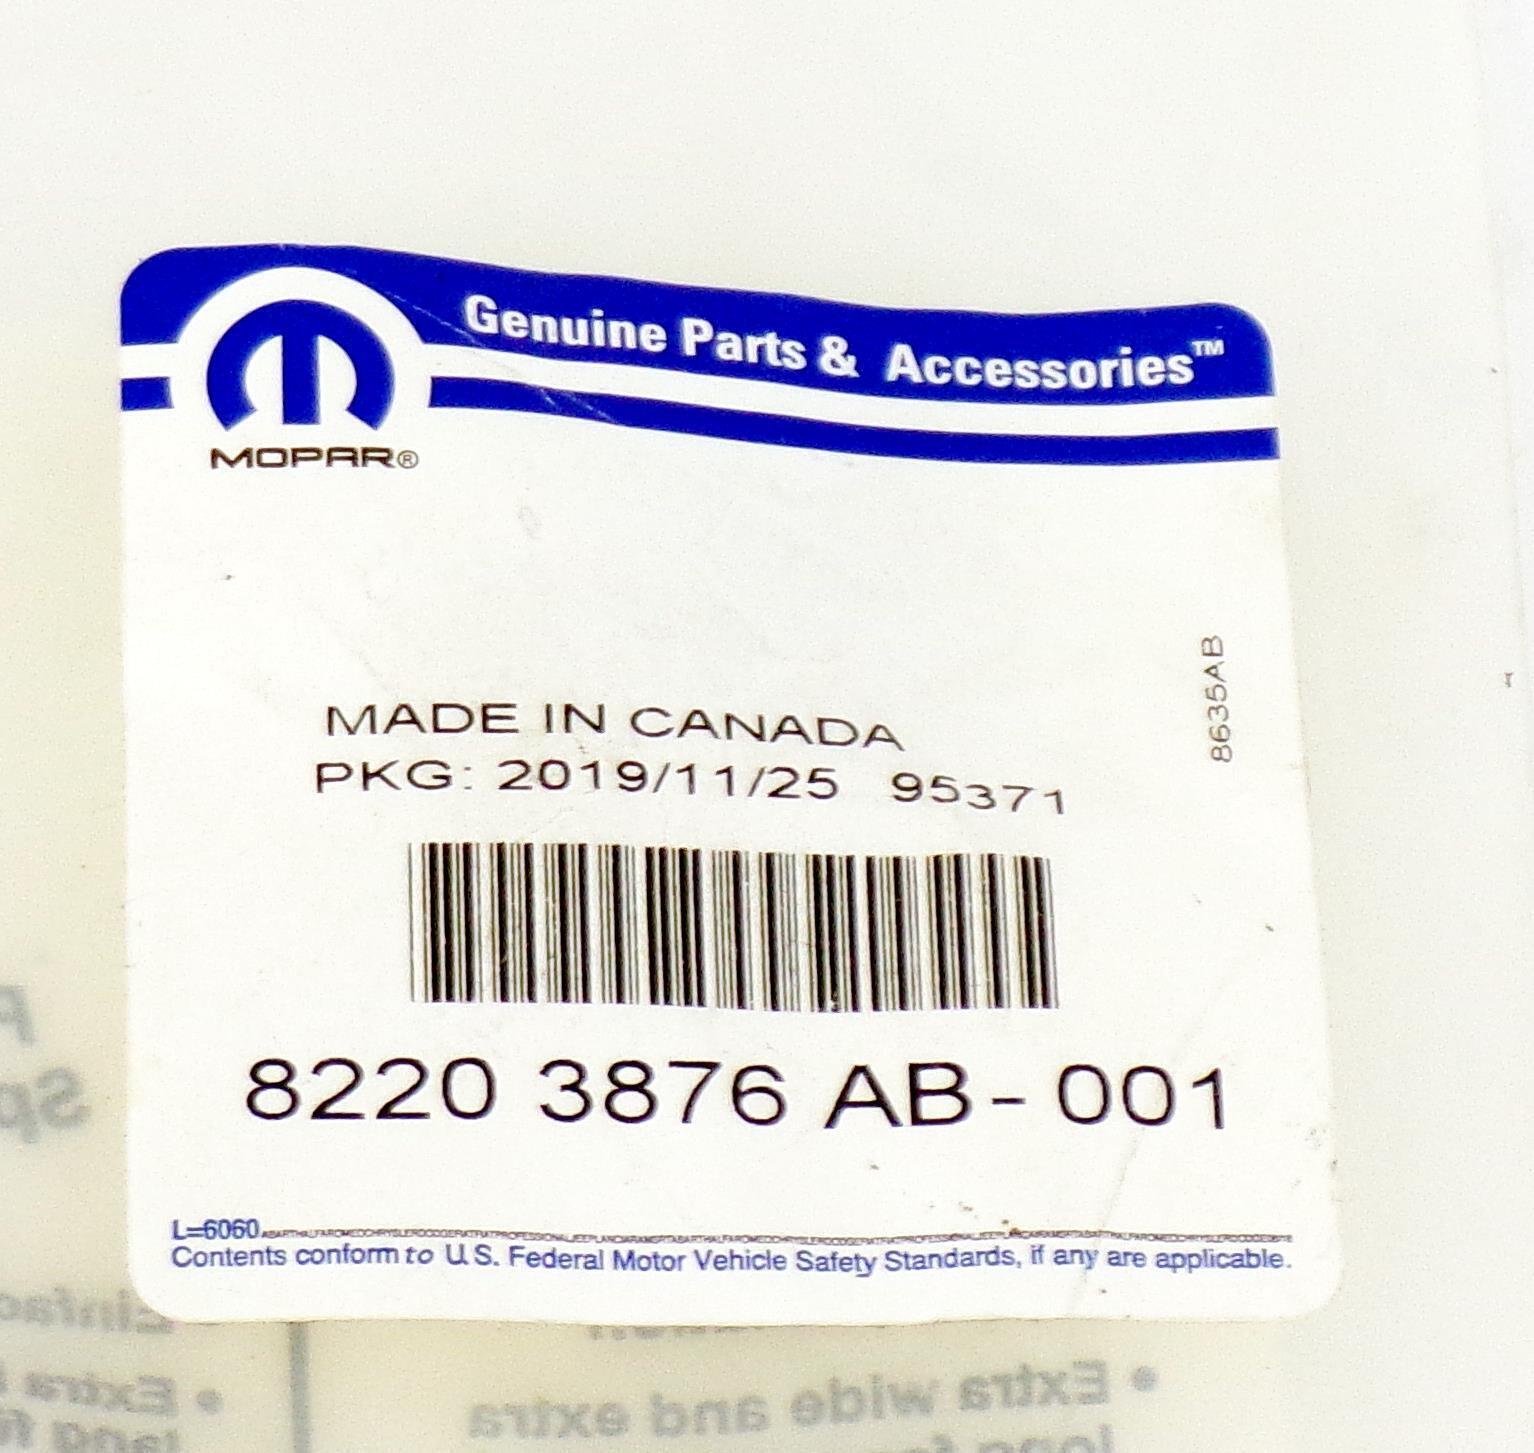 Genuine Parts & Accessories™
MOPAR®
8635AB
MADE IN CANADA
PKG: 2019/11/25 95371
8220 3876 AB-001
L=6060
Contents conform to U.S. Federal Motor Vehicle Safety Standards, if any are applicable.
• Extra wide and extra
• Extra